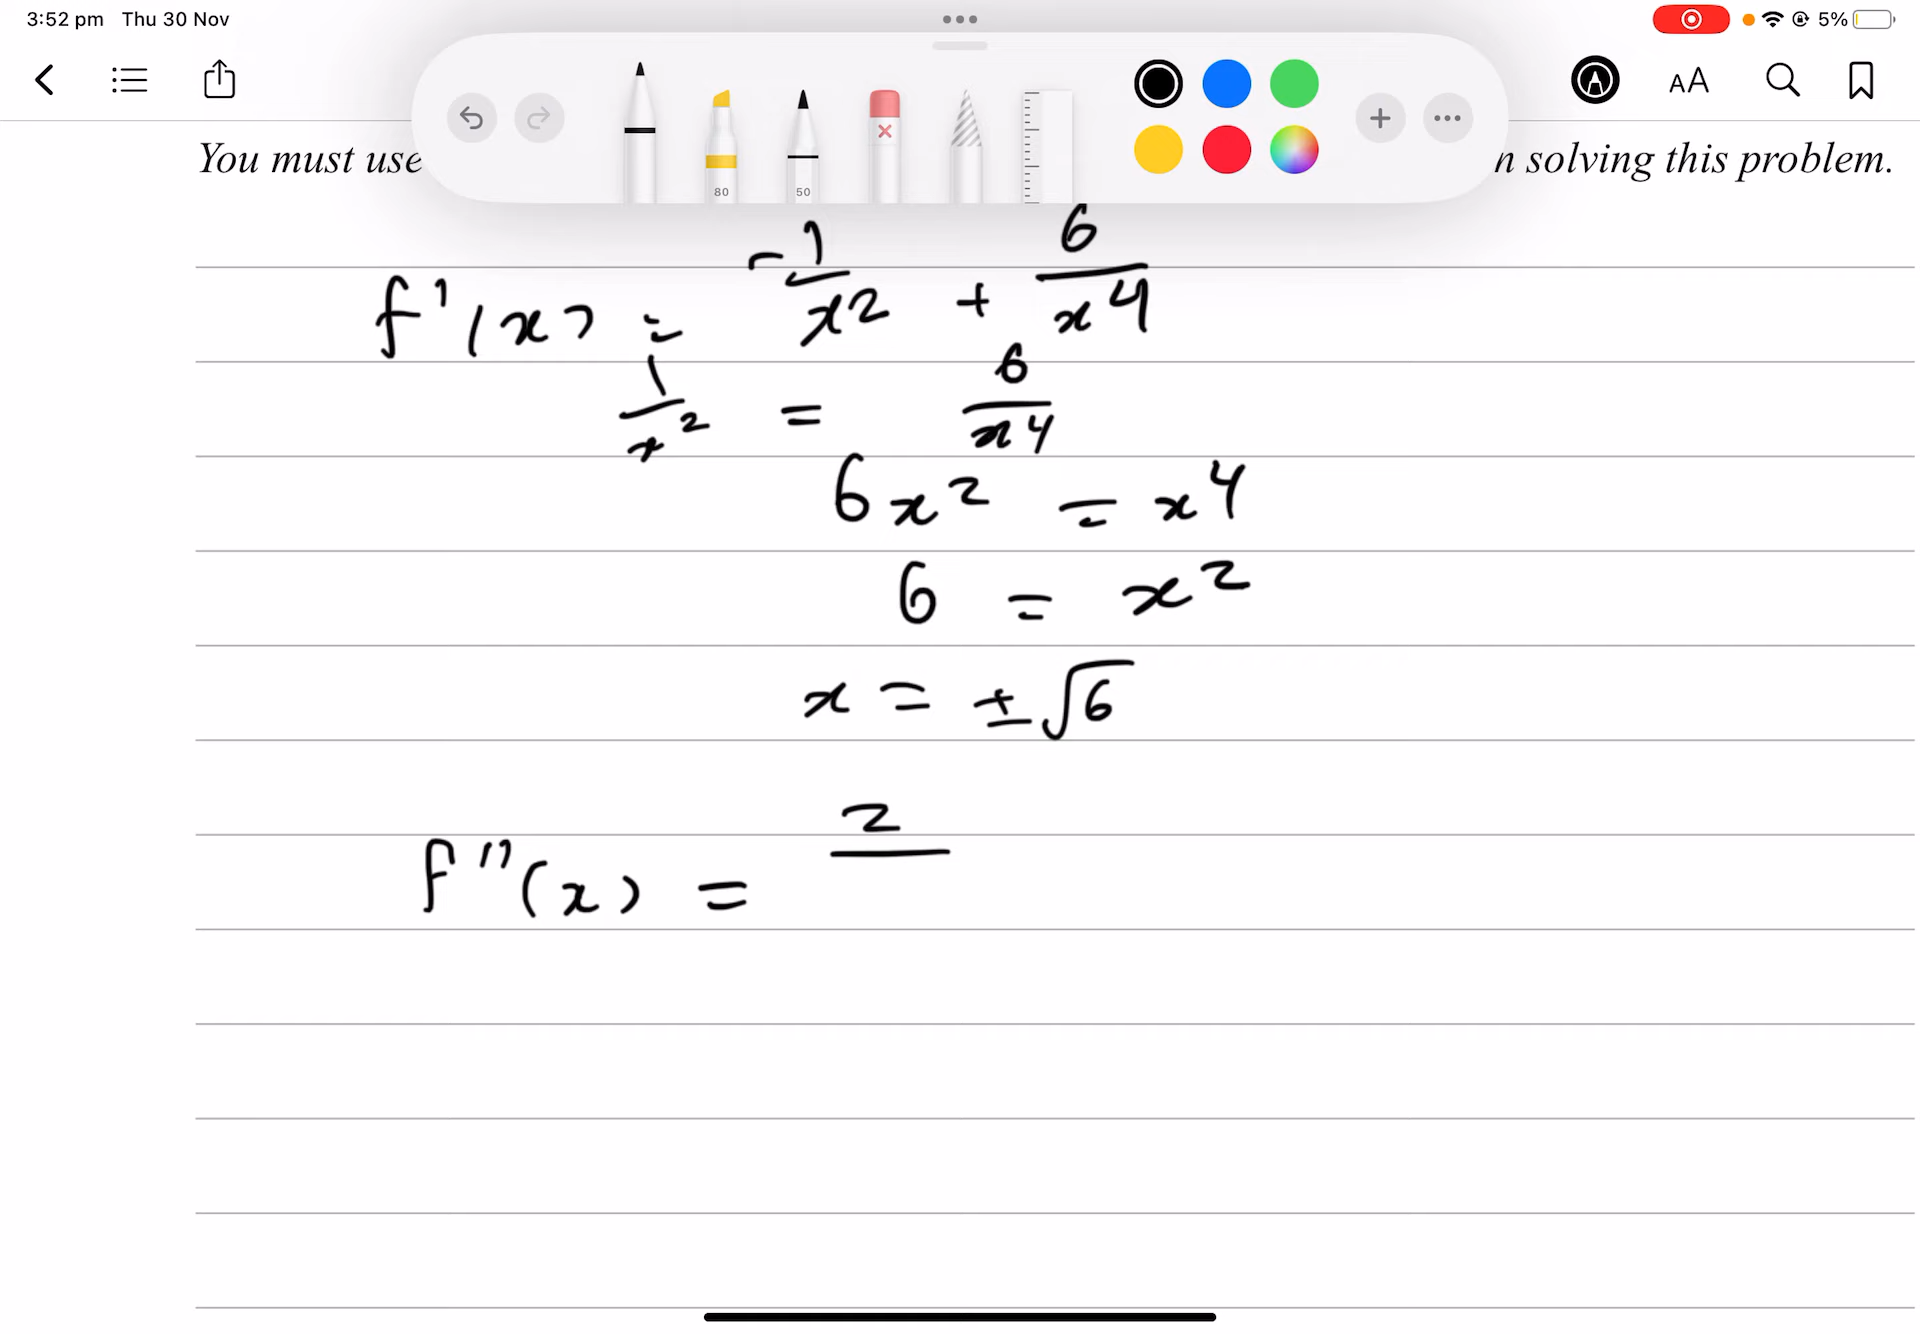 3:52 pm Thu 30 Nov 5%
AA
80 50
You must use n solving this problem.
f'(x) = -1/x² + 6/x⁴
1/x² = 6/x⁴
6x² = x⁴
6 = x²
x = ±√6
f''(x) = 2/